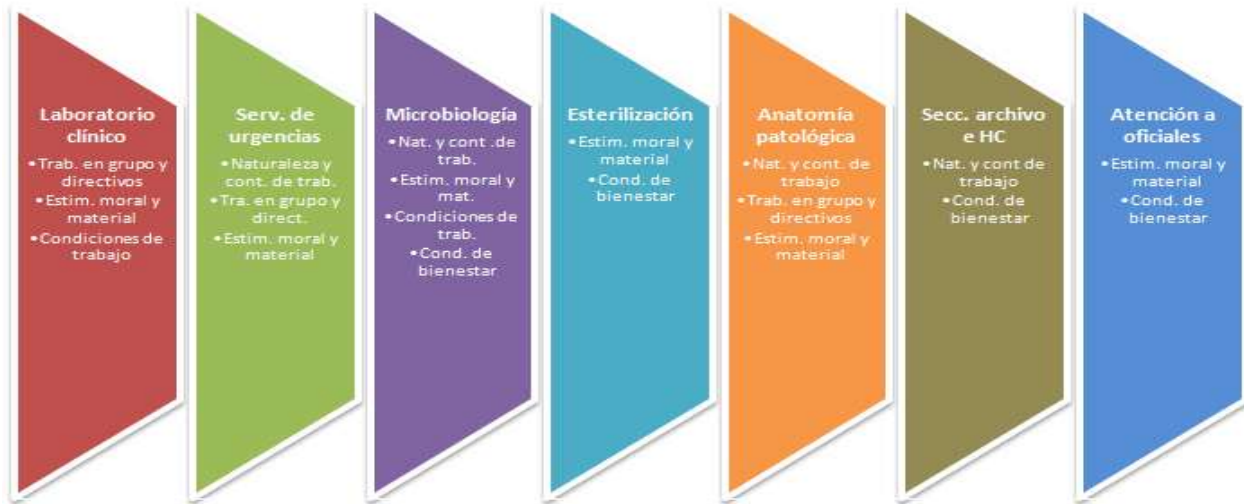 Laboratorio
clínico
•Trab. en grupo y
directivos
•Estim. moral y
material
•Condiciones de
trabajo
Serv. de
urgencias
•Naturaleza y
cont. de trab.
•Tra. en grupo y
direct.
•Estim. moral y
material
Microbiología
•Nat. y cont .de
trab.
•Estim. moral y
mat.
•Condiciones de
trab.
•Cond. de
bienestar
Esterilización
•Estim. moral y
material
•Cond. de
bienestar
Anatomía
patológica
•Nat. y cont. de
trabajo
•Trab. en grupo y
directivos
•Estim. moral y
material
Secc. archivo
e HC
•Nat. y cont de
trabajo
•Cond. de
bienestar
Atención a
oficiales
•Estim. moral y
material
•Cond. de
bienestar